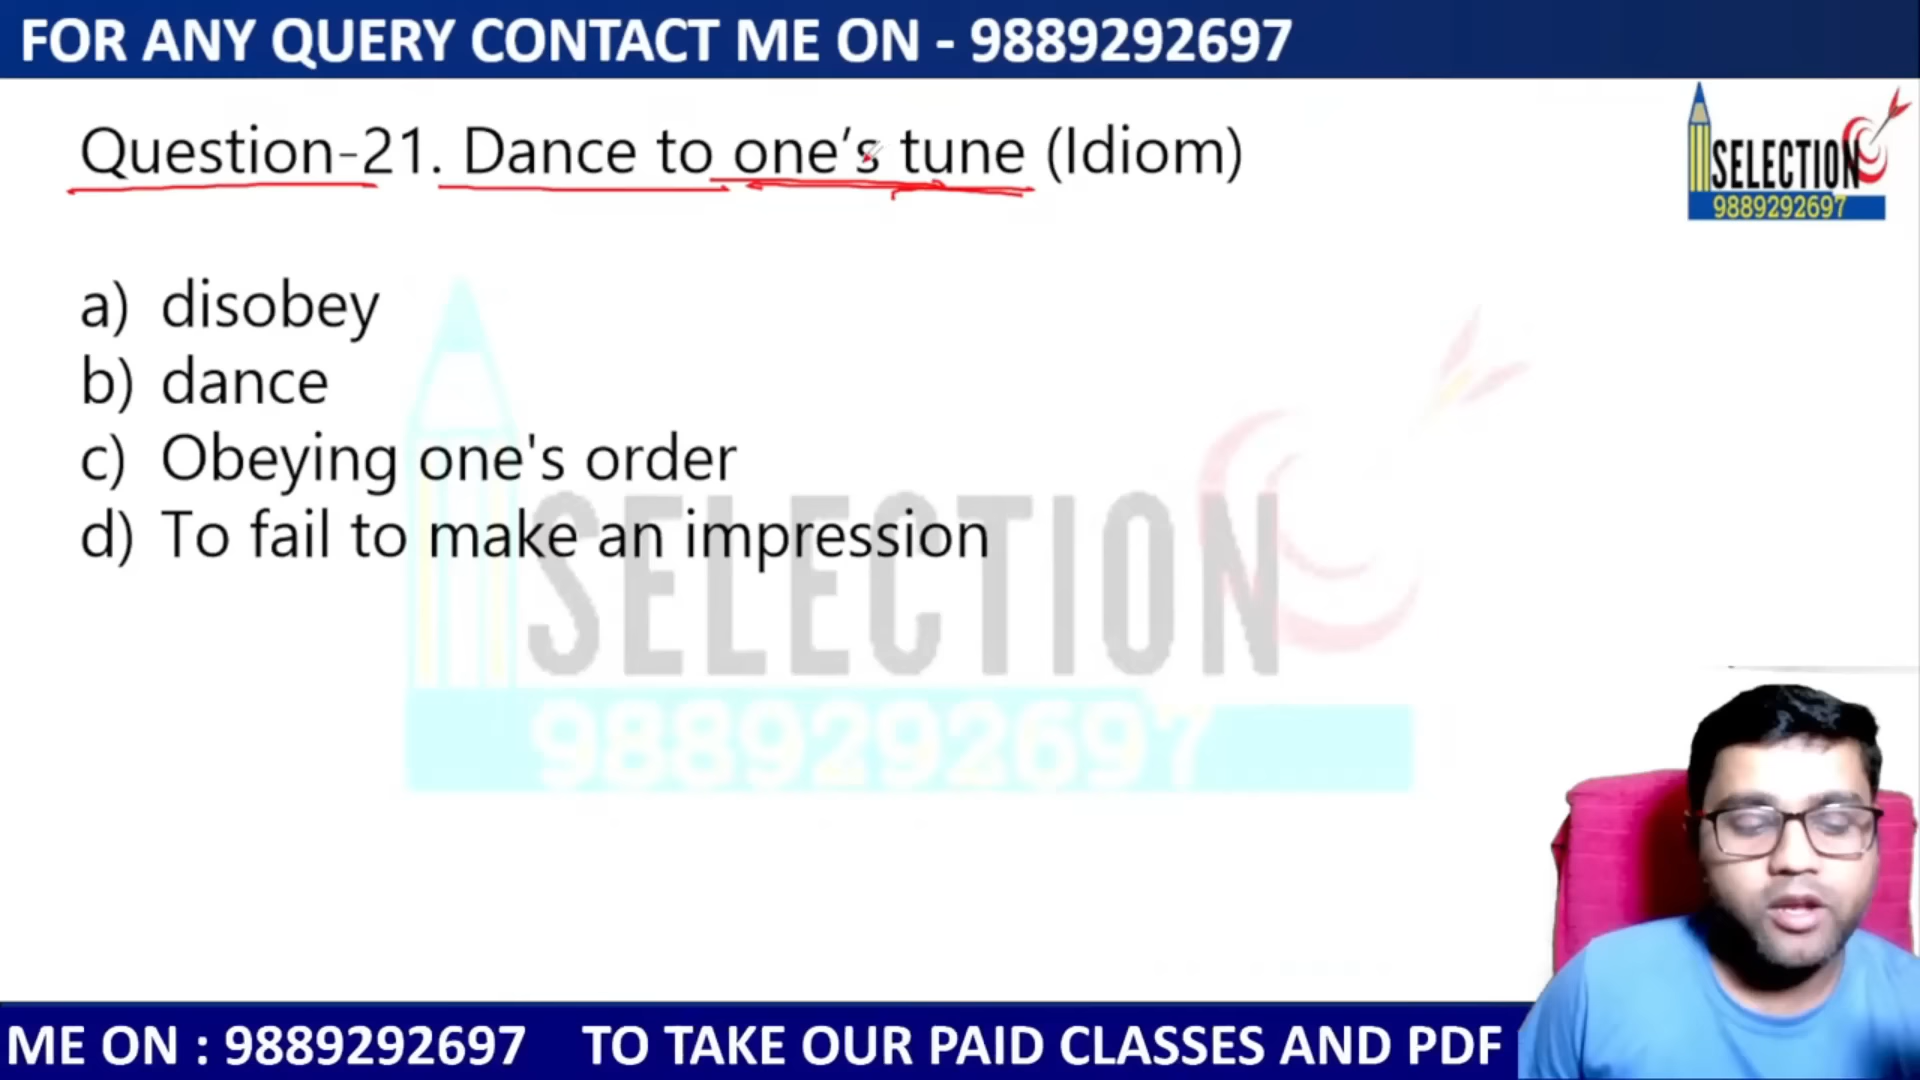 FOR ANY QUERY CONTACT ME ON - 9889292697
SELECTION
9889292697
Question-21. Dance to one's tune (Idiom)
a) disobey
b) dance
c) Obeying one's order
d) To fail to make an impression
SELECTION
9889292697
ME ON : 9889292697 TO TAKE OUR PAID CLASSES AND PDF